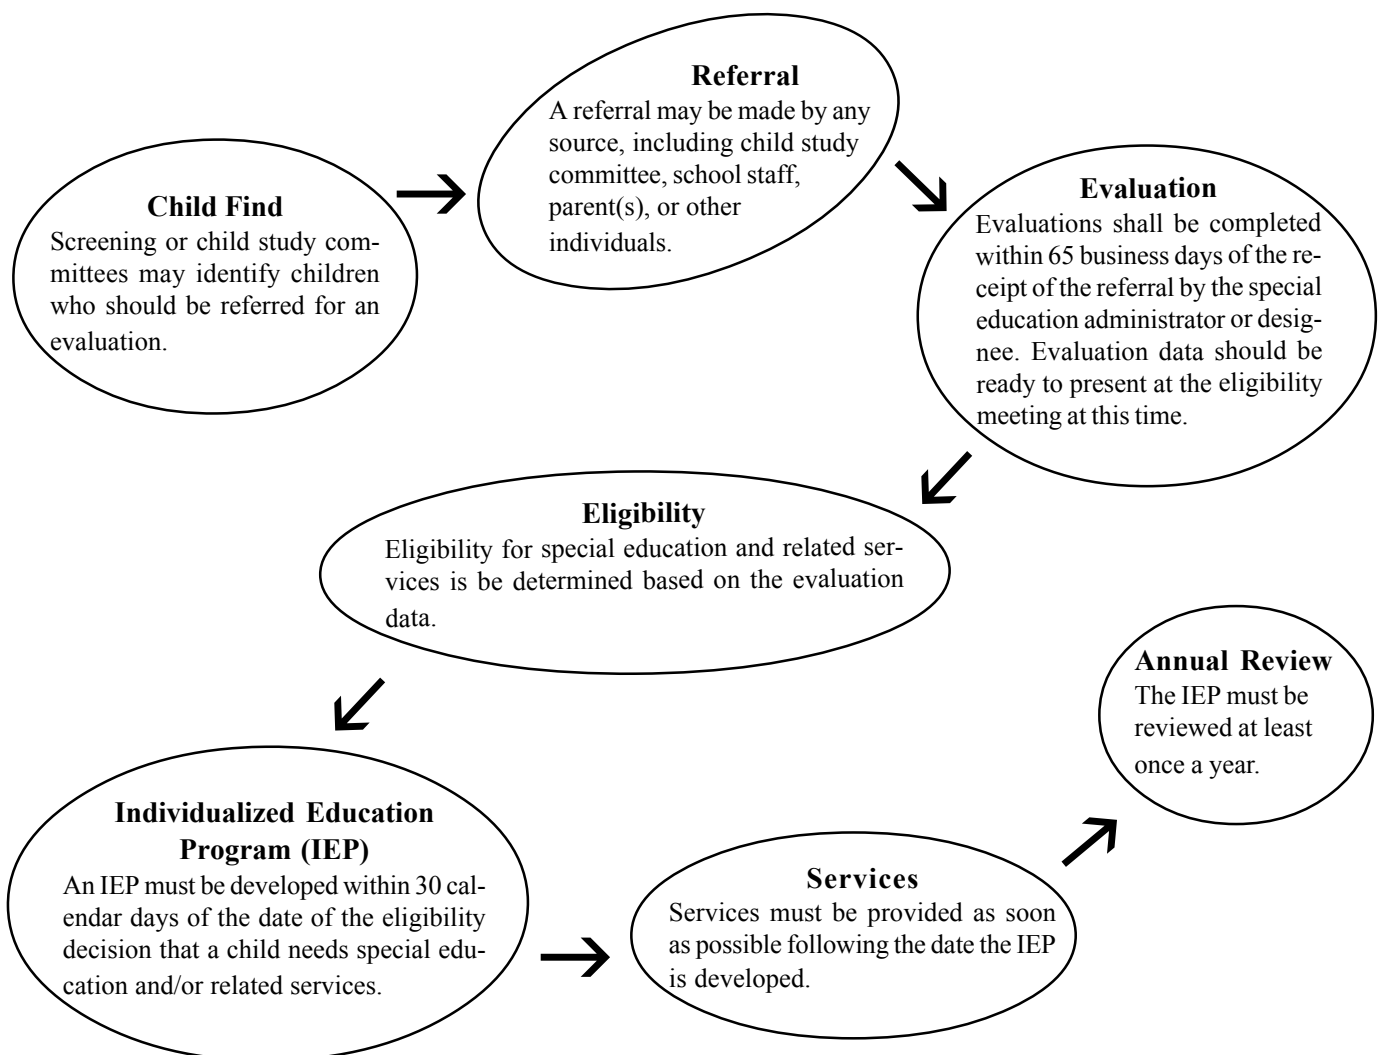 Child Find
Screening or child study com-
mittees may identify children
who should be referred for an
evaluation.
Referral
A referral may be made by any
source, including child study
committee, school staff,
parent(s), or other
individuals.
Evaluation
Evaluations shall be completed
within 65 business days of the re-
ceipt of the referral by the special
education administrator or desig-
nee. Evaluation data should be
ready to present at the eligibility
meeting at this time.
Eligibility
Eligibility for special education and related ser-
vices is be determined based on the evaluation
data.
Individualized Education
Program (IEP)
An IEP must be developed within 30 cal-
endar days of the date of the eligibility
decision that a child needs special edu-
cation and/or related services.
Services
Services must be provided as soon
as possible following the date the IEP
is developed.
Annual Review
The IEP must be
reviewed at least
once a year.